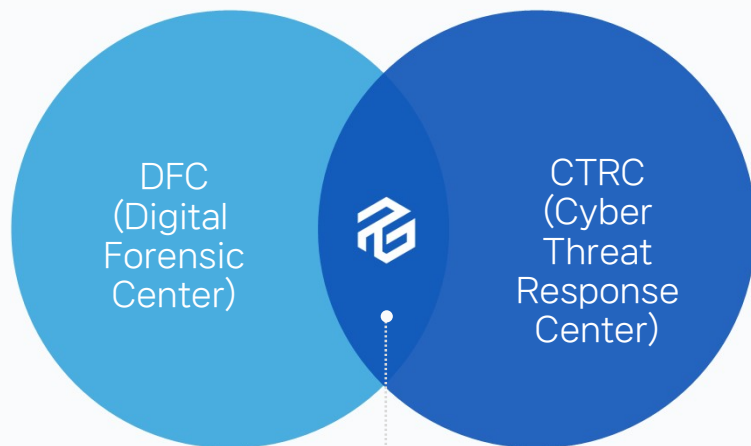 DFC
(Digital
Forensic
Center)
CTRC
(Cyber
Threat
Response
Center)